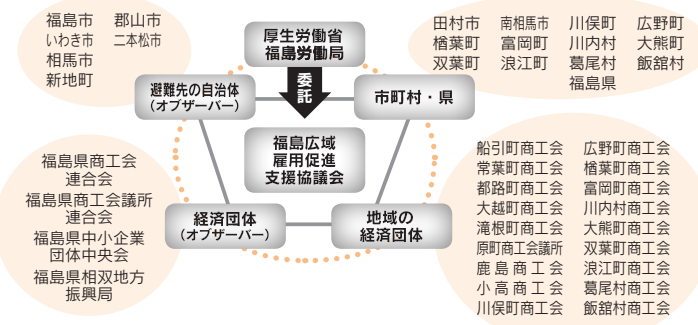 福島市 郡山市
いわき市 二本松市
相馬市
新地町
厚生労働省
福島労働局
委託
避難先の自治体
（オブザーバー）
市町村・県
田村市 南相馬市 川俣町 広野町
楢葉町 富岡町 川内村 大熊町
双葉町 浪江町 葛尾村 飯舘村
福島県
福島広域
雇用促進
支援協議会
福島県商工会
連合会
福島県商工会議所
連合会
福島県中小企業
団体中央会
福島県相双地方
振興局
経済団体
（オブザーバー）
地域の
経済団体
船引町商工会 広野町商工会
常葉町商工会 楢葉町商工会
都路町商工会 富岡町商工会
大越町商工会 川内村商工会
滝根町商工会 大熊町商工会
原町商工会議所 双葉町商工会
鹿島商工会 浪江町商工会
小高商工会 葛尾村商工会
川俣町商工会 飯舘村商工会